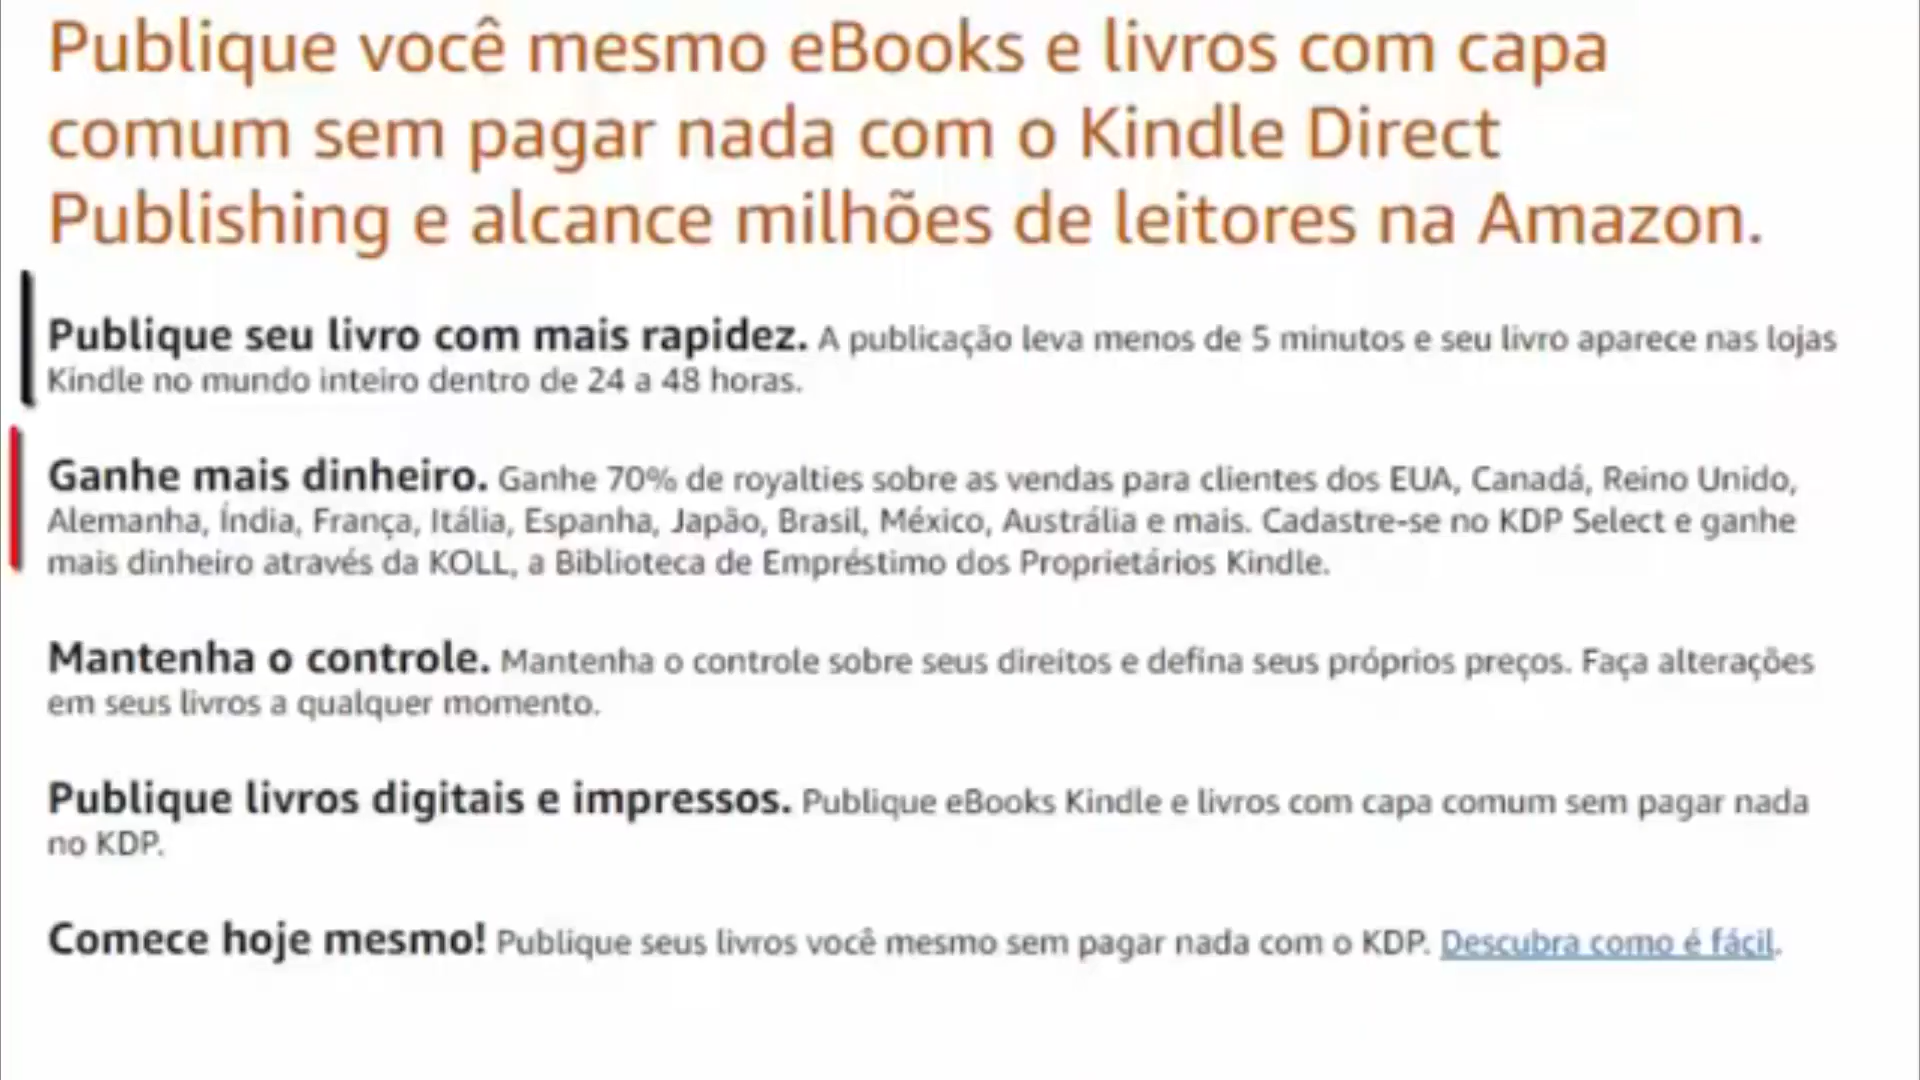 Publique você mesmo eBooks e livros com capa
comum sem pagar nada com o Kindle Direct
Publishing e alcance milhões de leitores na Amazon.
Publique seu livro com mais rapidez. A publicação leva menos de 5 minutos e seu livro aparece nas lojas
Kindle no mundo inteiro dentro de 24 a 48 horas.
Ganhe mais dinheiro. Ganhe 70% de royalties sobre as vendas para clientes dos EUA, Canadá, Reino Unido,
Alemanha, Índia, França, Itália, Espanha, Japão, Brasil, México, Austrália e mais. Cadastre-se no KDP Select e ganhe
mais dinheiro através da KOLL, a Biblioteca de Empréstimo dos Proprietários Kindle.
Mantenha o controle. Mantenha o controle sobre seus direitos e defina seus próprios preços. Faça alterações
em seus livros a qualquer momento.
Publique livros digitais e impressos. Publique eBooks Kindle e livros com capa comum sem pagar nada
no KDP.
Comece hoje mesmo! Publique seus livros você mesmo sem pagar nada com o KDP. Descubra como é fácil.